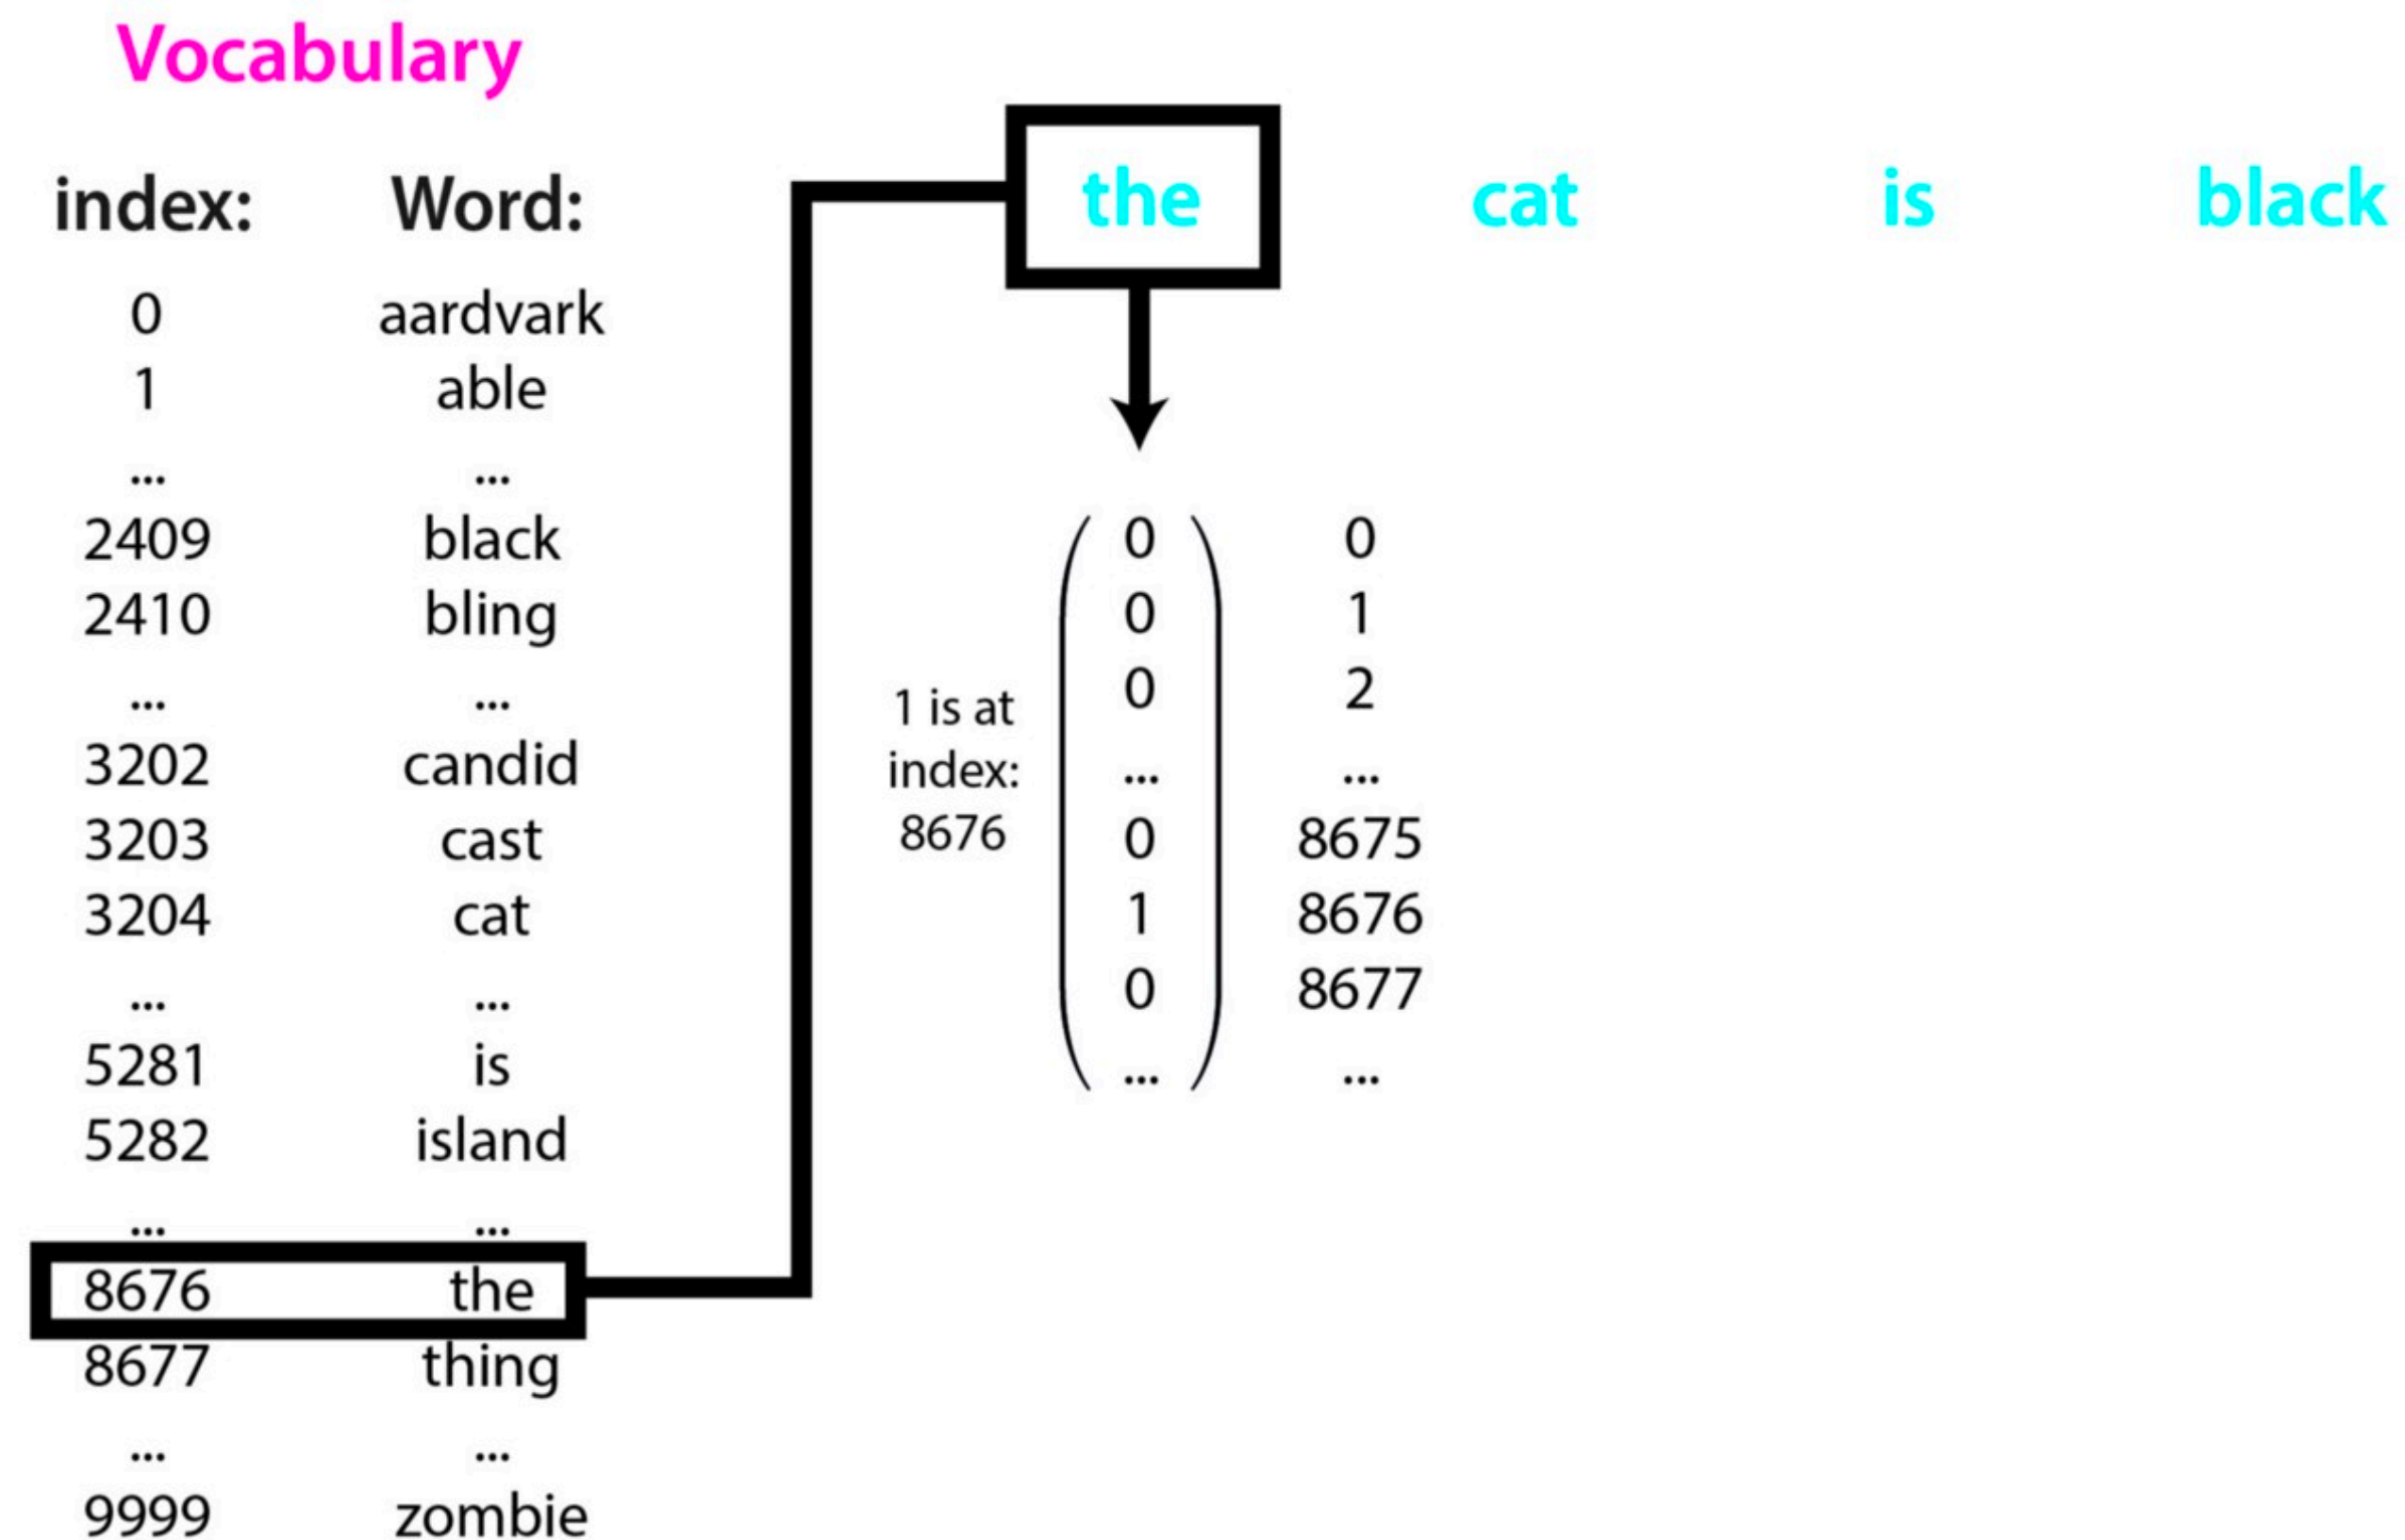 Vocabulary
index: Word:
0 aardvark
1 able
... ...
2409 black
2410 bling
... ...
3202 candid
3203 cast
3204 cat
... ...
5281 is
5282 island
... ...
8676 the
8677 thing
... ...
9999 zombie
the cat is black
1 is at
index:
8676
0 0
0 1
0 2
... ...
0 8675
1 8676
0 8677
... ...